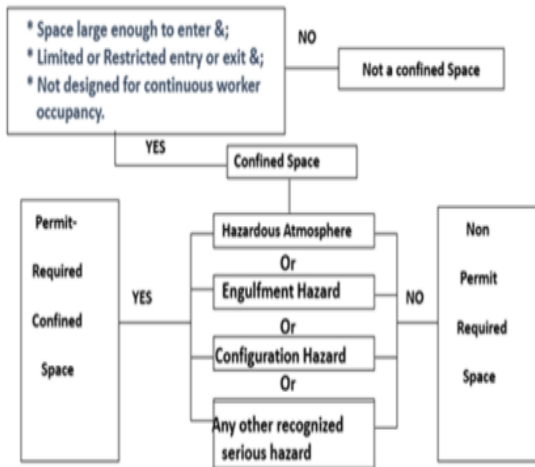 * Space large enough to enter &;
* Limited or Restricted entry or exit &;
* Not designed for continuous worker
occupancy.
NO
Not a confined Space
YES
Confined Space
Permit-
Required
Confined
Space
YES
Hazardous Atmosphere
Or
Engulfment Hazard
Or
Configuration Hazard
Or
Any other recognized
serious hazard
NO
Non
Permit
Required
Space